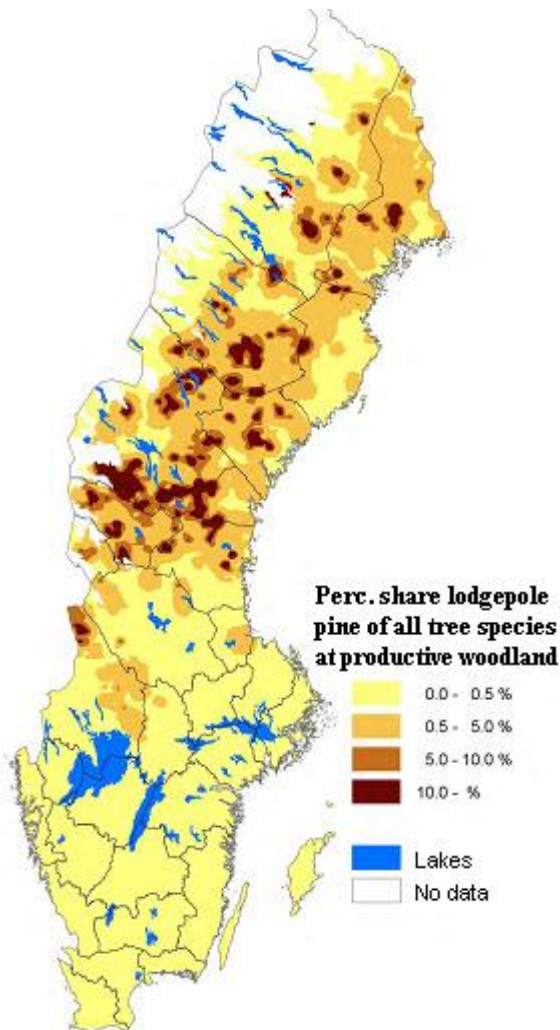 Perc. share lodgepole
pine of all tree species
at productive woodland
0.0 - 0.5 %
0.5 - 5.0 %
5.0 - 10.0 %
10.0 - %
Lakes
No data